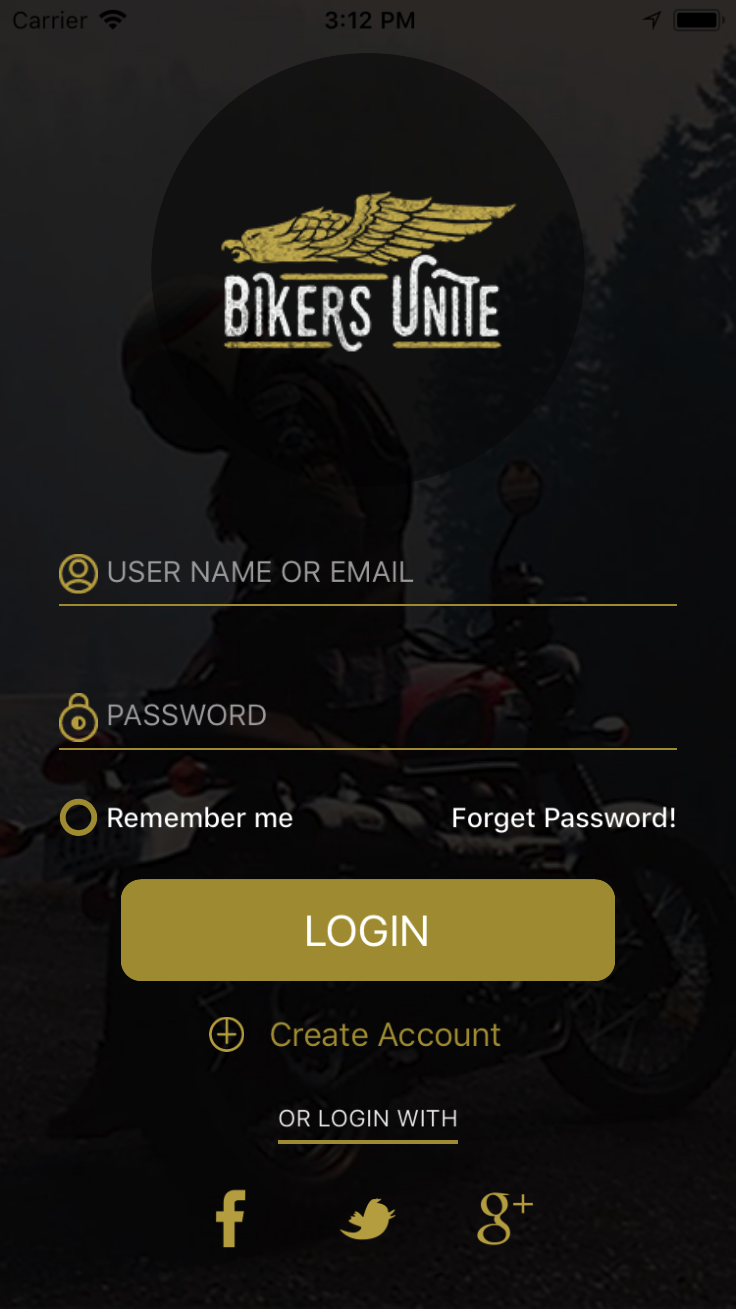 Carrier 3:12 PM
BIKERS UNITE
USER NAME OR EMAIL
PASSWORD
Remember me Forget Password!
LOGIN
Create Account
OR LOGIN WITH
f g+